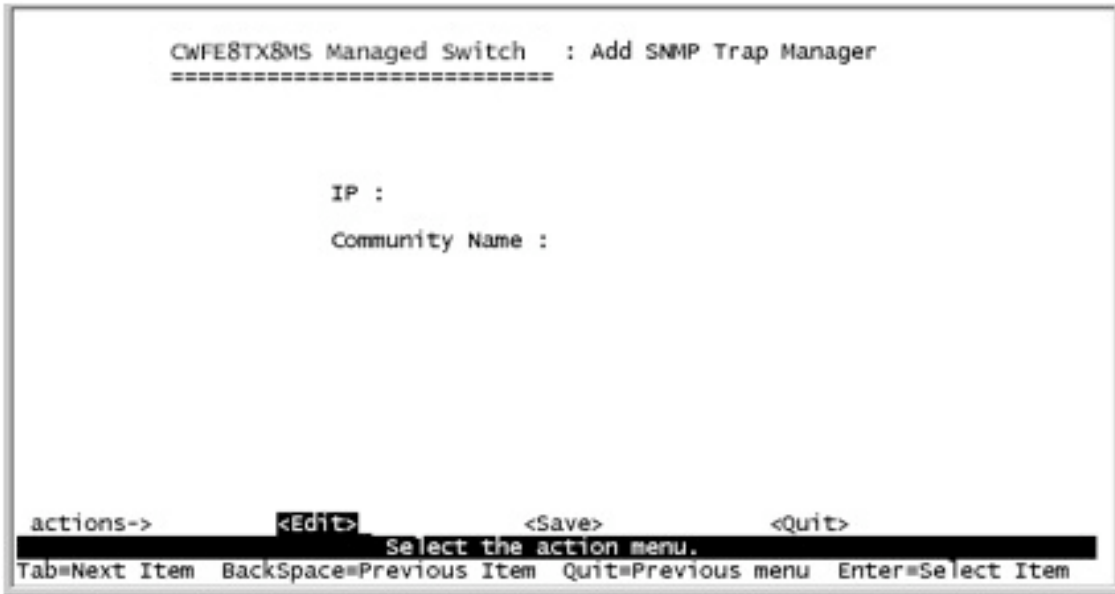 CWFE8TX8MS Managed Switch : Add SNMP Trap Manager
============================
IP :
Community Name :
actions-> <Edit> <Save> <Quit>
Select the action menu.
Tab=Next Item BackSpace=Previous Item Quit=Previous menu Enter=Select Item